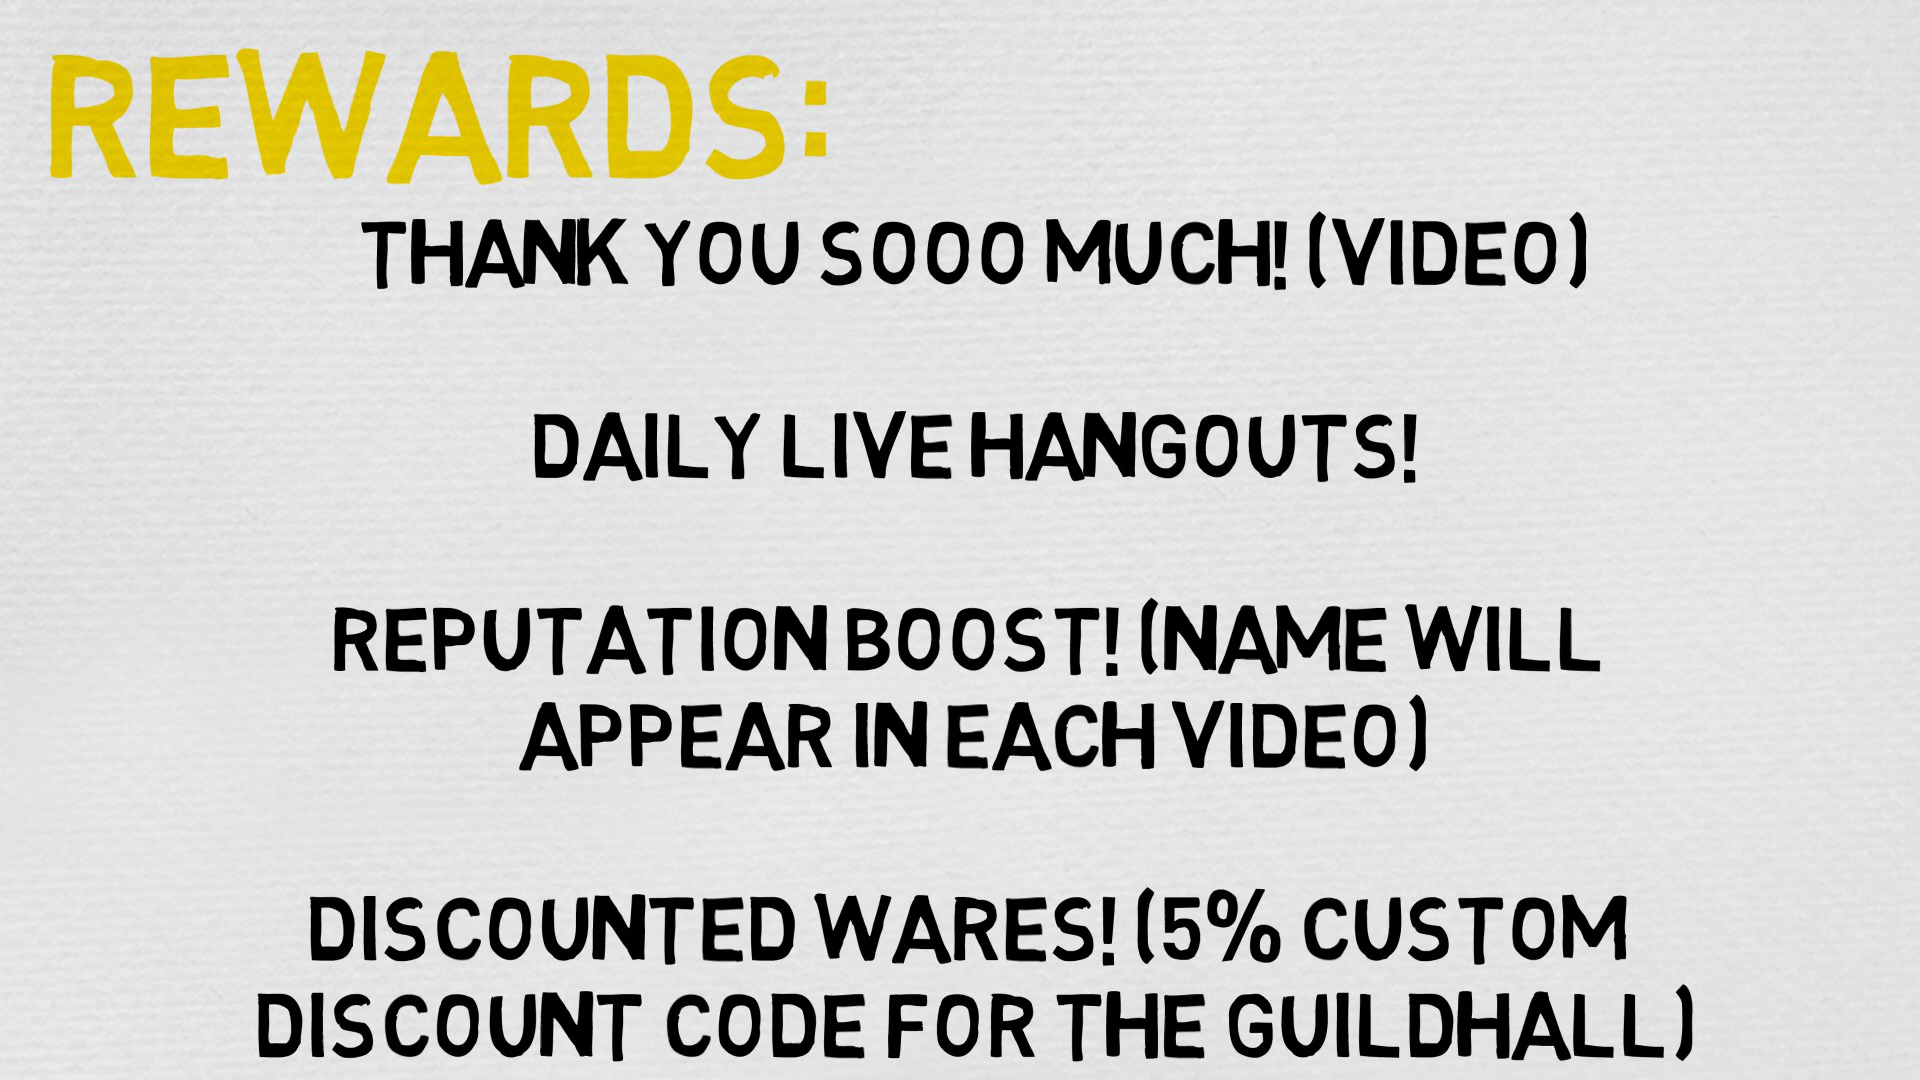 REWARDS:
THANK YOU SOOO MUCH! (VIDEO)
DAILY LIVE HANGOUTS!
REPUTATION BOOST! (NAME WILL
APPEAR IN EACH VIDEO)
DISCOUNTED WARES! (5% CUSTOM
DISCOUNT CODE FOR THE GUILDHALL)